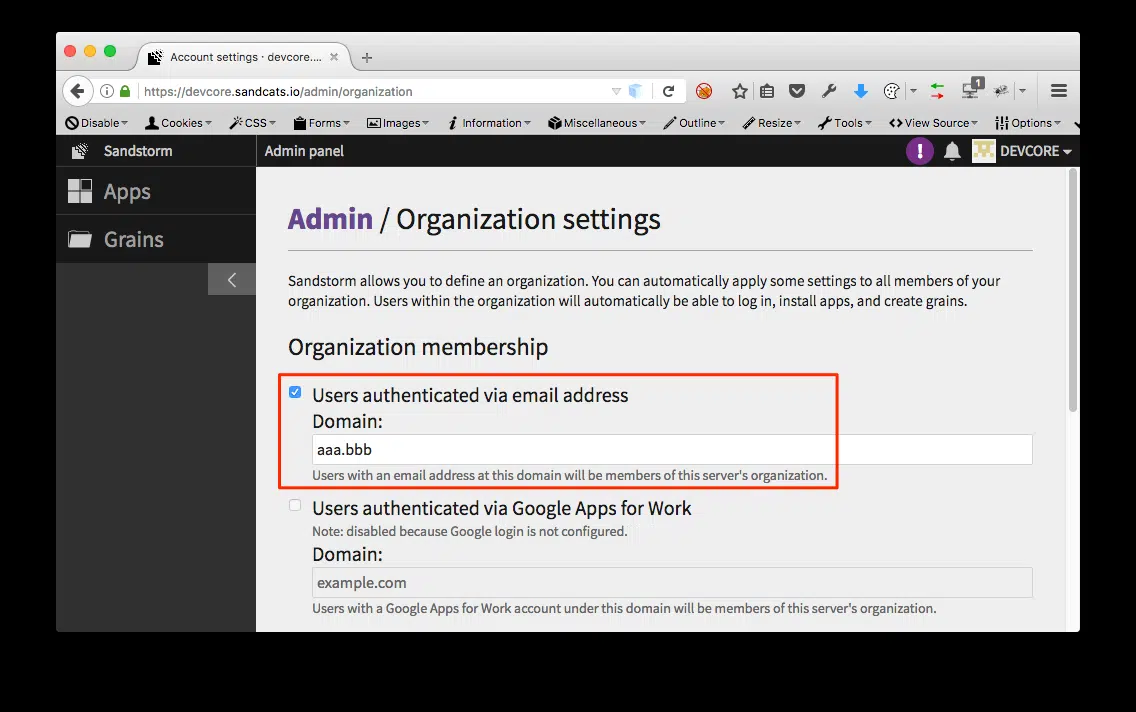 Account settings · devcore....
https://devcore.sandcats.io/admin/organization
1
Disable Cookies CSS Forms Images Information Miscellaneous Outline Resize Tools View Source Options
Sandstorm
Admin panel
DEVCORE
Apps
Grains
Admin / Organization settings
Sandstorm allows you to define an organization. You can automatically apply some settings to all members of your
organization. Users within the organization will automatically be able to log in, install apps, and create grains.
Organization membership
Users authenticated via email address
Domain:
aaa.bbb
Users with an email address at this domain will be members of this server's organization.
Users authenticated via Google Apps for Work
Note: disabled because Google login is not configured.
Domain:
example.com
Users with a Google Apps for Work account under this domain will be members of this server's organization.